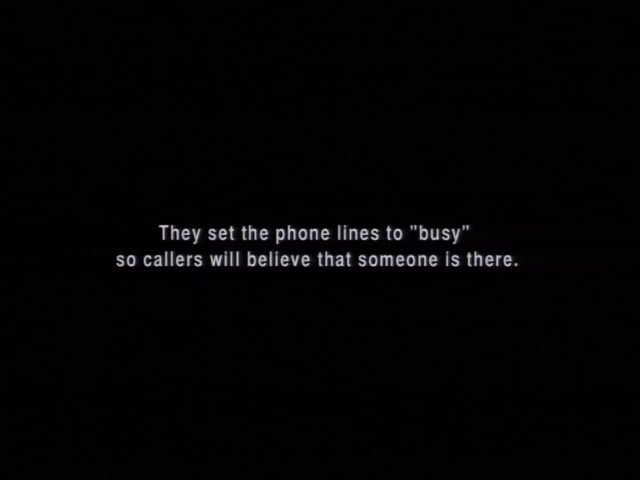 They set the phone lines to "busy"
so callers will believe that someone is there.